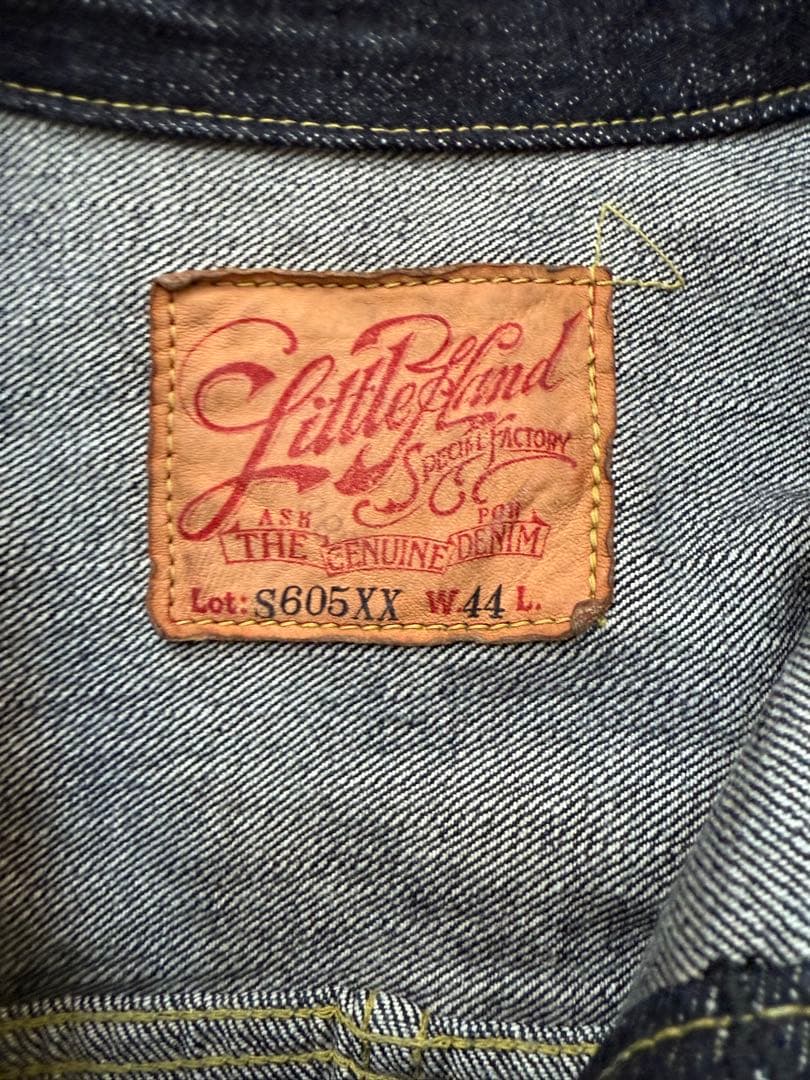 Little Hand
SPECIAL FACTORY
ASK FOR
THE GENUINE DENIM
Lot: S605XX W.44 L.